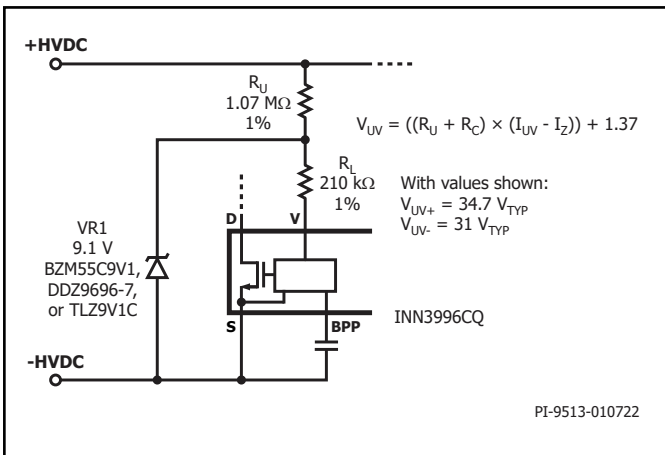 +HVDC
R_U
1.07 MΩ
1%
V_UV = ((R_U + R_C) × (I_UV - I_Z)) + 1.37
R_L
210 kΩ
1%
With values shown:
V_UV+ = 34.7 V_TYP
V_UV- = 31 V_TYP
D
V
VR1
9.1 V
BZM55C9V1,
DDZ9696-7,
or TLZ9V1C
INN3996CQ
S
BPP
-HVDC
PI-9513-010722